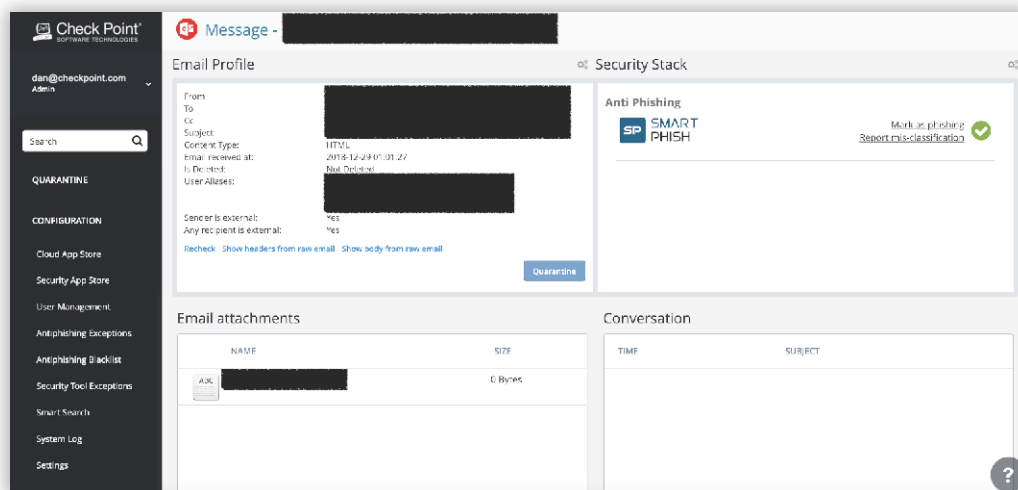 Check Point
SOFTWARE TECHNOLOGIES
dan@checkpoint.com
Admin
Search
QUARANTINE
CONFIGURATION
Cloud App Store
Security App Store
User Management
Antiphishing Exceptions
Antiphishing Blacklist
Security Tool Exceptions
Smart Search
System Log
Settings
Message -
Email Profile
From
To
Cc
Subject:
Content Type: HTML
Email received at: 2018-12-29 01:01:27
Is Deleted: Not Deleted
User Aliases:
Sender is external: Yes
Any recipient is external: Yes
Recheck Show headers from raw email Show body from raw email
Quarantine
Security Stack
Anti Phishing
SP SMART
PHISH
Mark as phishing
Report mis-classification
Email attachments
NAME SIZE
ABC 0 Bytes
Conversation
TIME SUBJECT
?